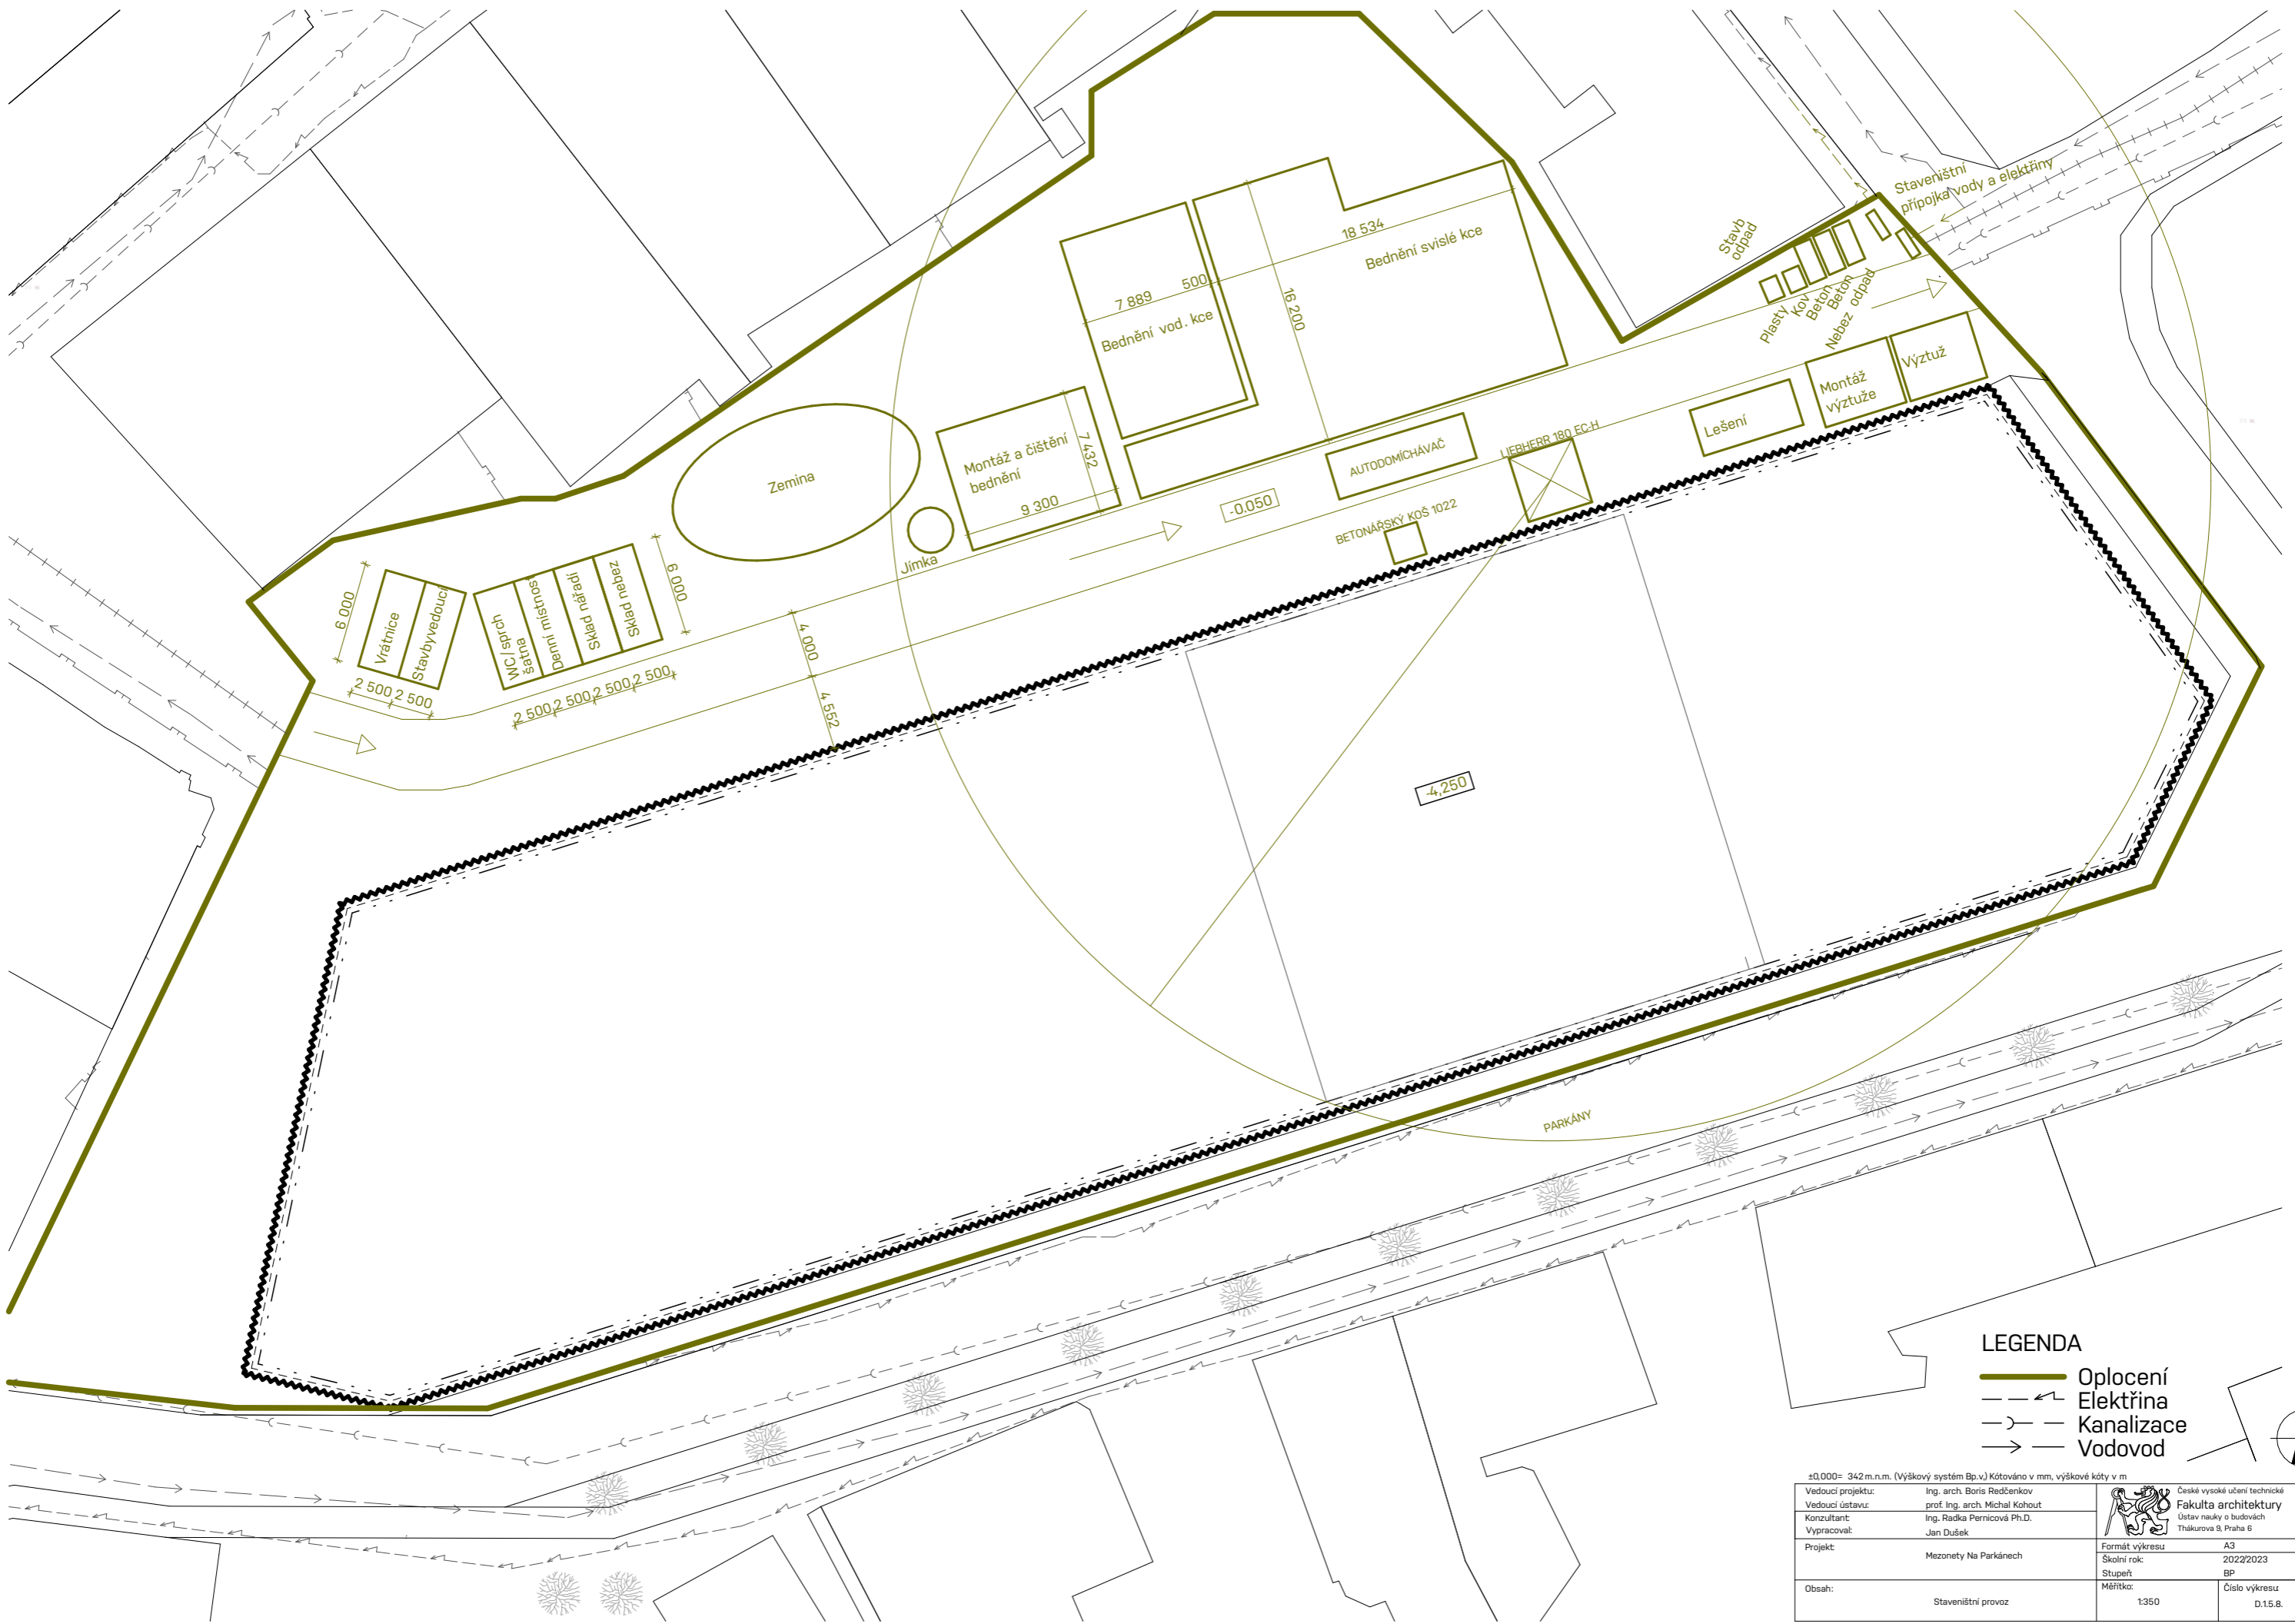 Staveništní
přípojka vody a elektřiny
Stavb
odpad
Plasty
Kov
Beton
Beton
Nebez odpad
18 534
Bednění svislé kce
7 889
500
Bednění vod. kce
16 200
Výztuž
Montáž
výztuže
Lešení
LIEBHERR 180 EC-H
AUTODOMÍCHÁVAČ
BETONÁŘSKÝ KOŠ 1022
-0.050
Montáž a čištění
bednění
7 432
9 300
Zemina
Jímka
6 000
Vrátnice
Stavbyvedoucí
2 500
2 500
WC/sprch
šatna
Denní místnost
Sklad nářadí
Sklad nebez
6 000
2 500
2 500
2 500
2 500
4 000
4 552
-4,250
PARKÁNY
LEGENDA
Oplocení
Elektřina
Kanalizace
Vodovod
±0,000= 342 m.n.m. (Výškový systém Bp.v.) Kótováno v mm, výškové kóty v m
Vedoucí projektu: Ing. arch. Boris Redčenkov
Vedoucí ústavu: prof. Ing. arch. Michal Kohout
Konzultant: Ing. Radka Pernicová Ph.D.
Vypracoval: Jan Dušek
České vysoké učení technické
Fakulta architektury
Ústav nauky o budovách
Thákurova 9, Praha 6
Projekt: Mezonety Na Parkánech
Formát výkresu: A3
Školní rok: 2022/2023
Stupeň: BP
Obsah: Staveništní provoz
Měřítko: 1:350
Číslo výkresu: D.1.5.8.